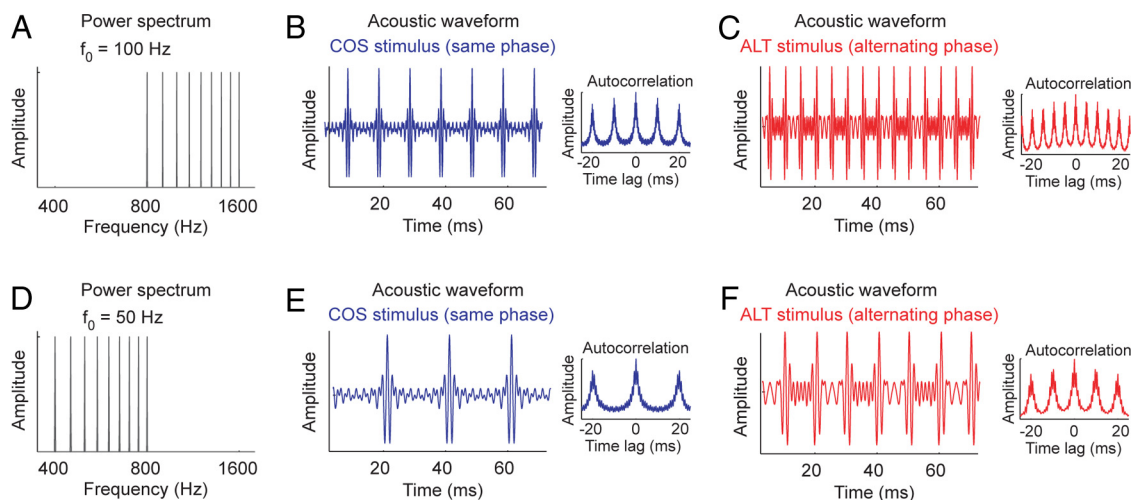 A
Power spectrum
f0 = 100 Hz
Amplitude
400
800
1600
Frequency (Hz)
B
Acoustic waveform
COS stimulus (same phase)
Amplitude
20
40
60
Time (ms)
Autocorrelation
Amplitude
-20
0
20
Time lag (ms)
C
Acoustic waveform
ALT stimulus (alternating phase)
Amplitude
20
40
60
Time (ms)
Autocorrelation
Amplitude
-20
0
20
Time lag (ms)
D
Power spectrum
f0 = 50 Hz
Amplitude
400
800
1600
Frequency (Hz)
E
Acoustic waveform
COS stimulus (same phase)
Amplitude
20
40
60
Time (ms)
Autocorrelation
Amplitude
-20
0
20
Time lag (ms)
F
Acoustic waveform
ALT stimulus (alternating phase)
Amplitude
20
40
60
Time (ms)
Autocorrelation
Amplitude
-20
0
20
Time lag (ms)